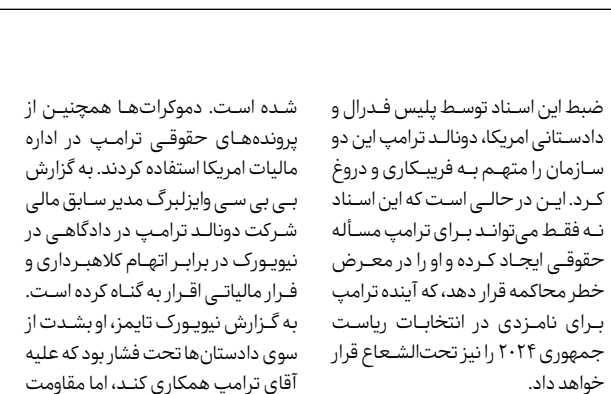 ضبط این اسناد توسط پلیس فدرال و
دادستانی امریکا، دونالد ترامپ این دو
سازمان را متهم به فریبکاری و دروغ
کرد. این در حالی است که این اسناد
نه فقط می‌تواند برای ترامپ مسأله
حقوقی ایجاد کرده و او را در معرض
خطر محاکمه قرار دهد، که آینده ترامپ
برای نامزدی در انتخابات ریاست
جمهوری ۲۰۲۴ را نیز تحت‌الشعاع قرار
خواهد داد.
شده است. دموکرات‌ها همچنین از
پرونده‌های حقوقی ترامپ در اداره
مالیات امریکا استفاده کردند. به گزارش
بی بی سی وایزلبرگ مدیر سابق مالی
شرکت دونالد ترامپ در دادگاهی در
نیویورک در برابر اتهام کلاهبرداری و
فرار مالیاتی اقرار به گناه کرده است.
به گزارش نیویورک تایمز، او بشدت از
سوی دادستان‌ها تحت فشار بود که علیه
آقای ترامپ همکاری کند، اما مقاومت